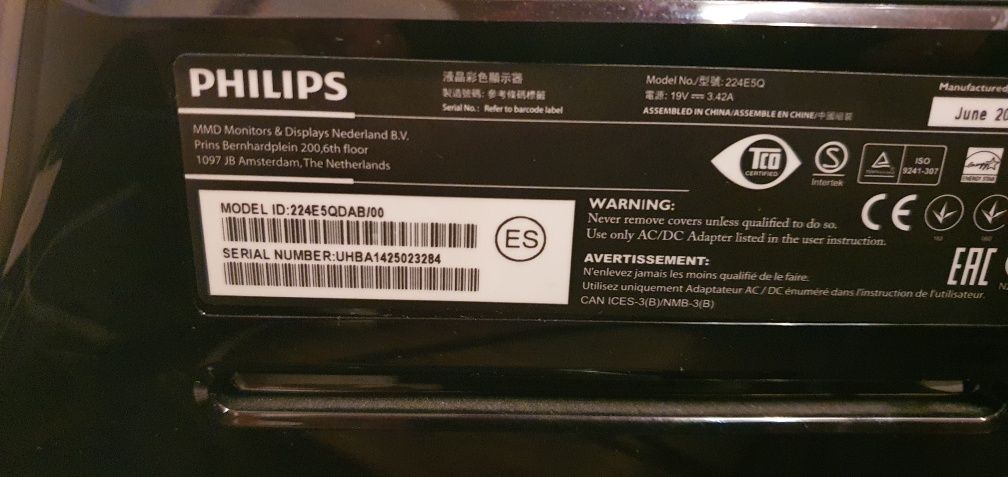 PHILIPS
液晶彩色顯示器
製造號碼: 參考條碼標籤
Serial No.: Refer to barcode label
Model No./型號: 224E5Q
電源: 19V ⎓ 3.42A
ASSEMBLED IN CHINA/ASSEMBLE EN CHINE/中國組裝
Manufactured
June 20
MMD Monitors & Displays Nederland B.V.
Prins Bernhardplein 200,6th floor
1097 JB Amsterdam,The Netherlands
TCO
CERTIFIED
S
Intertek
ISO
9241-307
energy
ENERGY STAR
MODEL ID:224E5QDAB/00
SERIAL NUMBER:UHBA1425023284
ES
WARNING:
Never remove covers unless qualified to do so.
Use only AC/DC Adapter listed in the user instruction.
CE
AVERTISSEMENT:
N'enlevez jamais les moins qualifié de le faire.
Utilisez uniquement Adaptateur AC / DC énuméré dans l'instruction de l'utilisateur.
CAN ICES-3(B)/NMB-3(B)
EAC